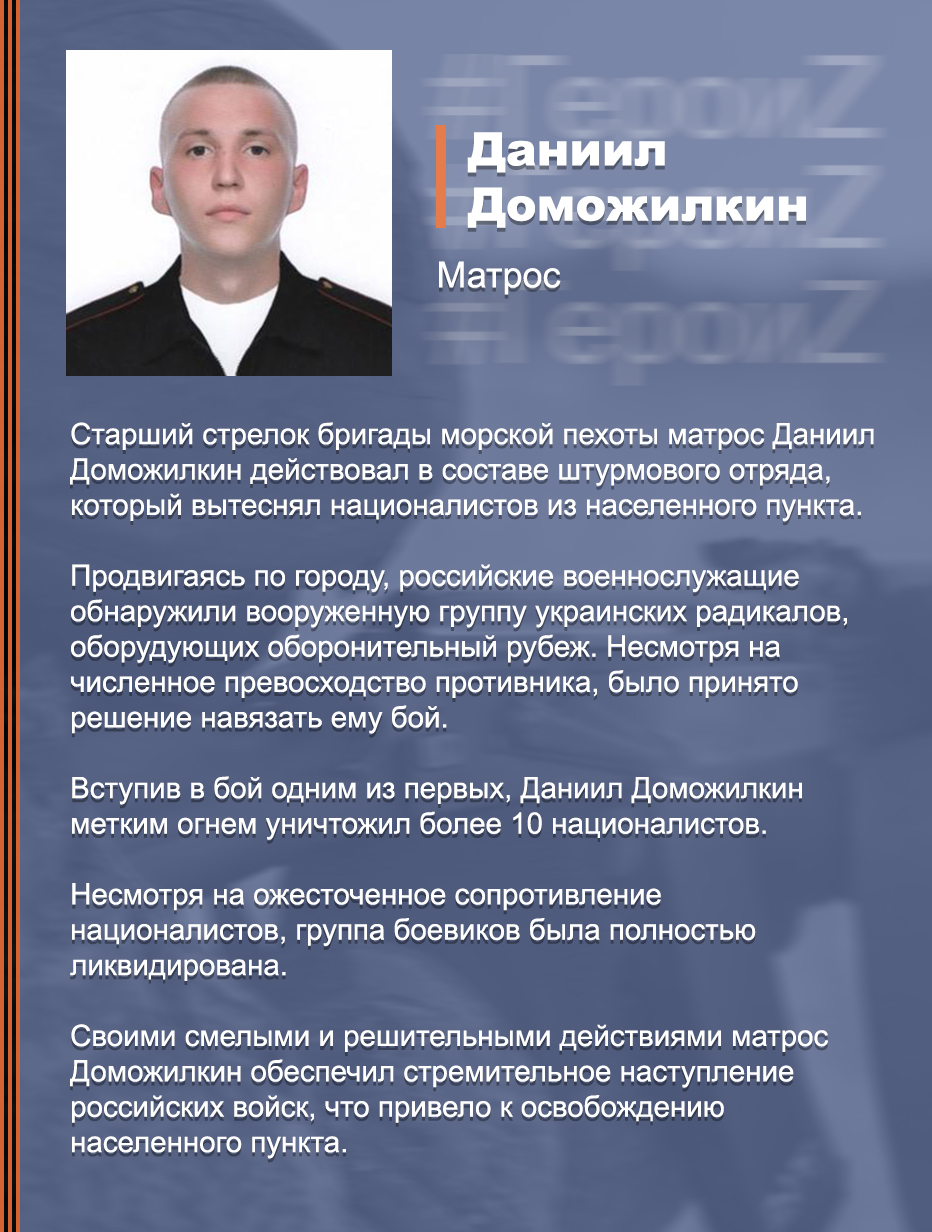 #ГероиZ
Даниил
#ГероиZ
Доможилкин
Матрос
#ГероиZ
Старший стрелок бригады морской пехоты матрос Даниил
Доможилкин действовал в составе штурмового отряда,
который вытеснял националистов из населенного пункта.
Продвигаясь по городу, российские военнослужащие
обнаружили вооруженную группу украинских радикалов,
оборудующих оборонительный рубеж. Несмотря на
численное превосходство противника, было принято
решение навязать ему бой.
Вступив в бой одним из первых, Даниил Доможилкин
метким огнем уничтожил более 10 националистов.
Несмотря на ожесточенное сопротивление
националистов, группа боевиков была полностью
ликвидирована.
Своими смелыми и решительными действиями матрос
Доможилкин обеспечил стремительное наступление
российских войск, что привело к освобождению
населенного пункта.